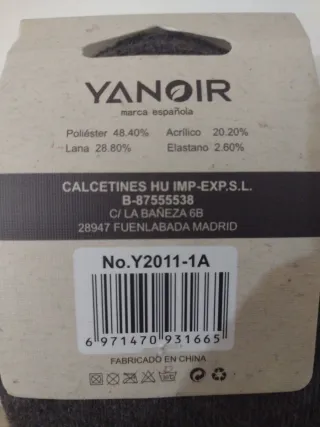 YANOIR
marca española
Poliéster 48.40% Acrílico 20.20%
Lana 28.80% Elastano 2.60%
CALCETINES HU IMP-EXP.S.L.
B-87555538
C/ LA BAÑEZA 6B
28947 FUENLABADA MADRID
No.Y2011-1A
6 971470 931665
FABRICADO EN CHINA
CE